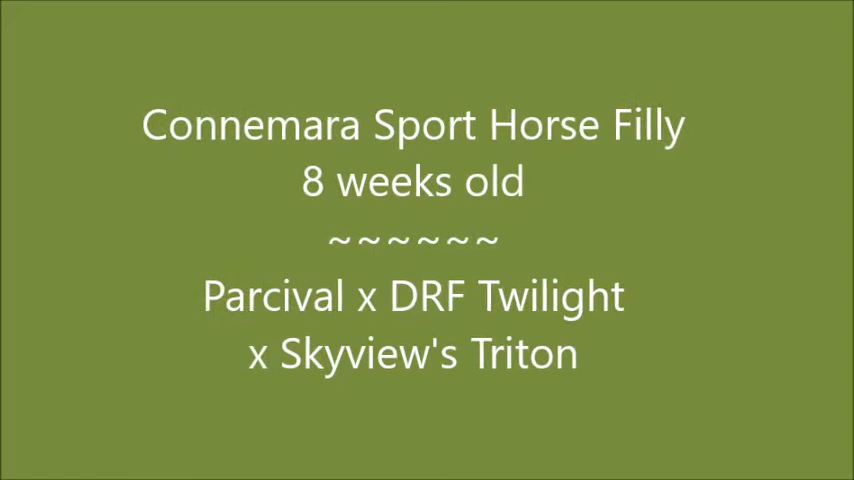 Connemara Sport Horse Filly
8 weeks old
~~~~~~
Parcival x DRF Twilight
x Skyview's Triton